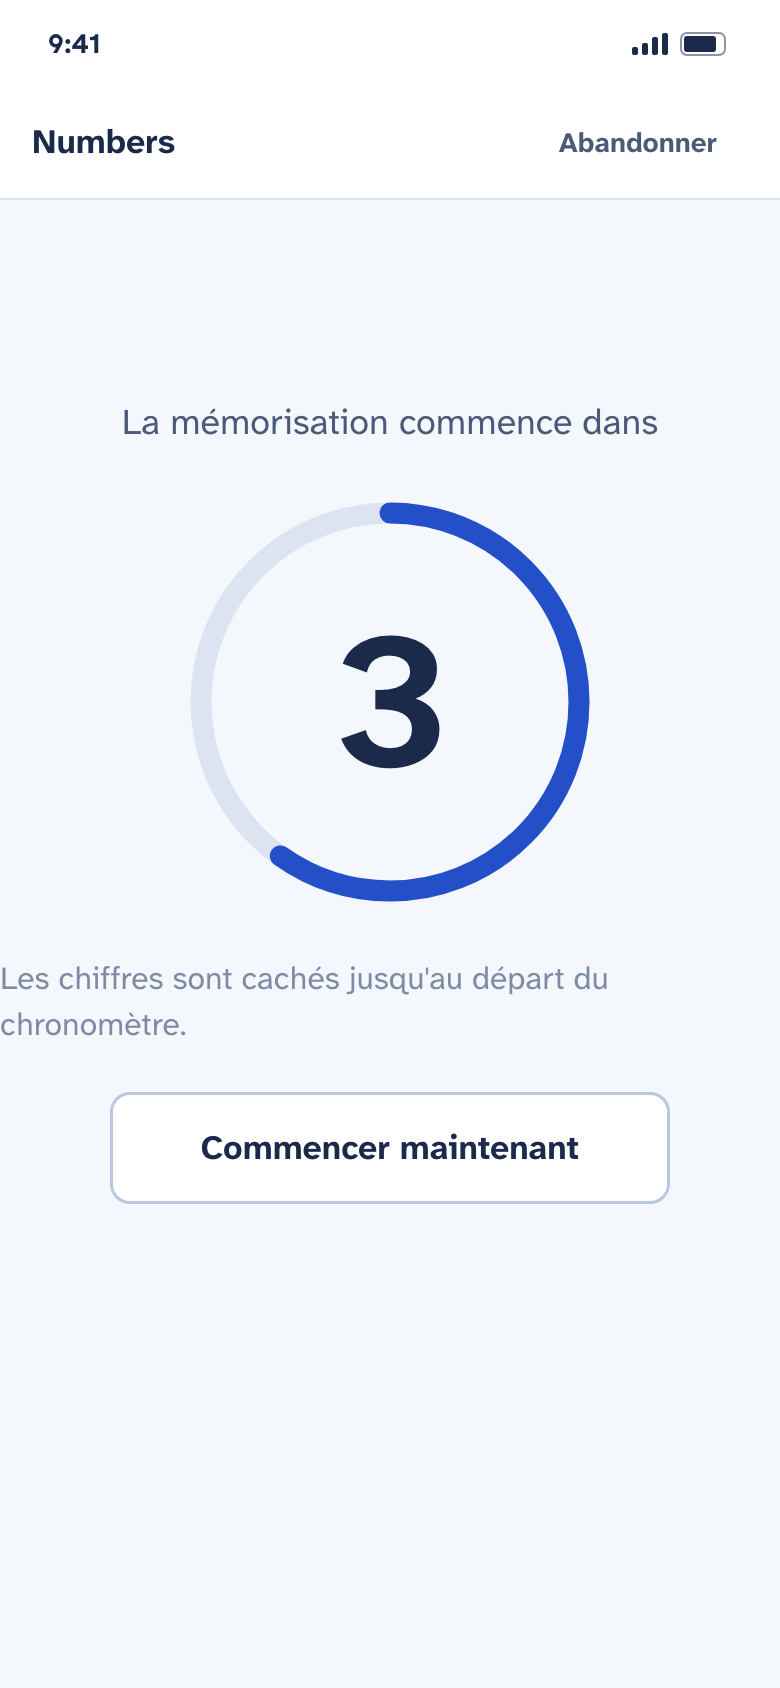 9:41
Numbers
Abandonner
La mémorisation commence dans
3
Les chiffres sont cachés jusqu'au départ du
chronomètre.
Commencer maintenant